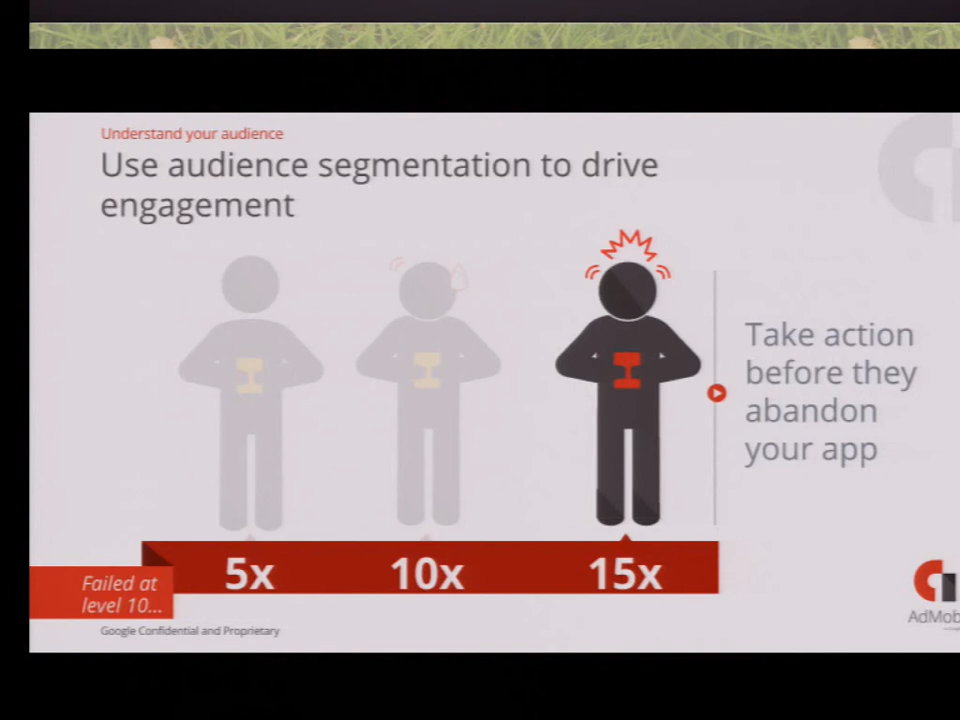 Understand your audience
Use audience segmentation to drive
engagement
Take action
before they
abandon
your app
5x
10x
15x
Failed at
level 10...
Google Confidential and Proprietary
AdMob